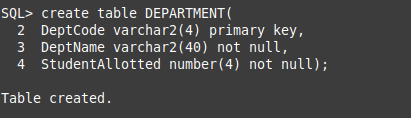 SQL> create table DEPARTMENT(
  2  DeptCode varchar2(4) primary key,
  3  DeptName varchar2(40) not null,
  4  StudentAllotted number(4) not null);

Table created.